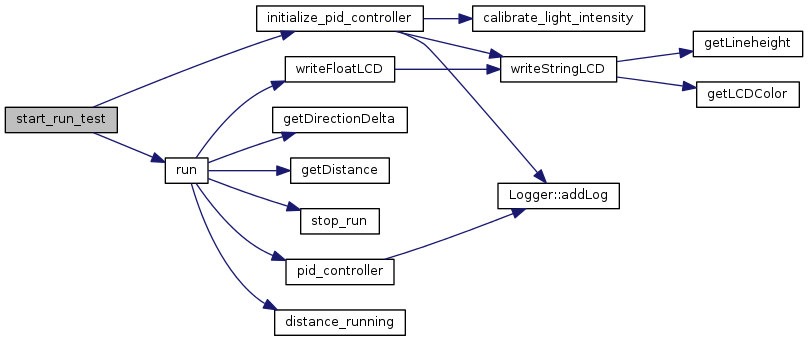 initialize_pid_controller
calibrate_light_intensity
getLineheight
writeFloatLCD
writeStringLCD
getLCDColor
start_run_test
getDirectionDelta
run
getDistance
Logger::addLog
stop_run
pid_controller
distance_running